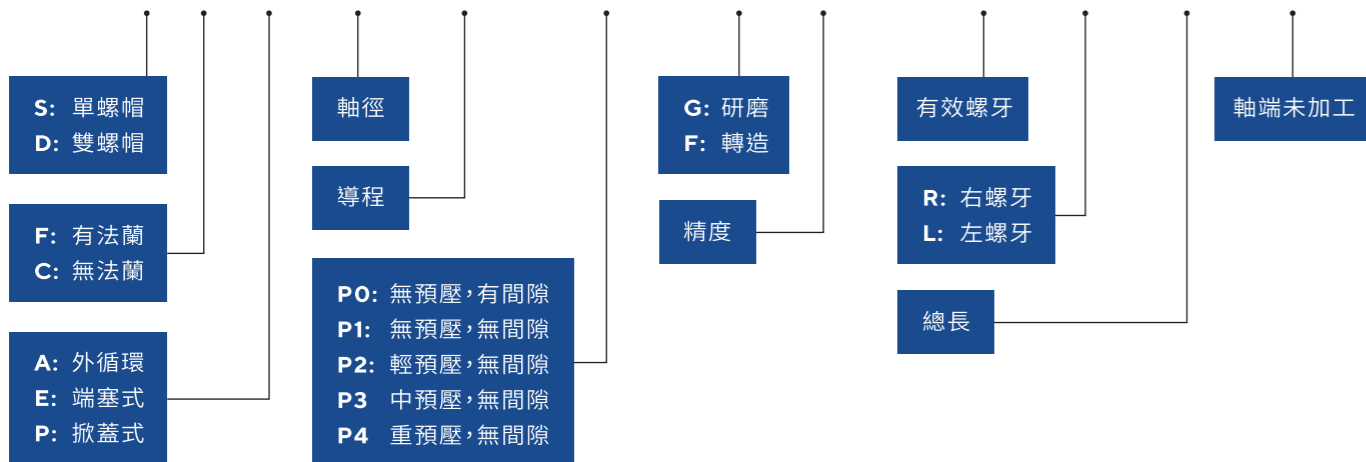 S: 單螺帽
D: 雙螺帽
F: 有法蘭
C: 無法蘭
A: 外循環
E: 端塞式
P: 掀蓋式
軸徑
導程
P0: 無預壓，有間隙
P1: 無預壓，無間隙
P2: 輕預壓，無間隙
P3 中預壓，無間隙
P4 重預壓，無間隙
G: 研磨
F: 轉造
精度
有效螺牙
R: 右螺牙
L: 左螺牙
總長
軸端未加工